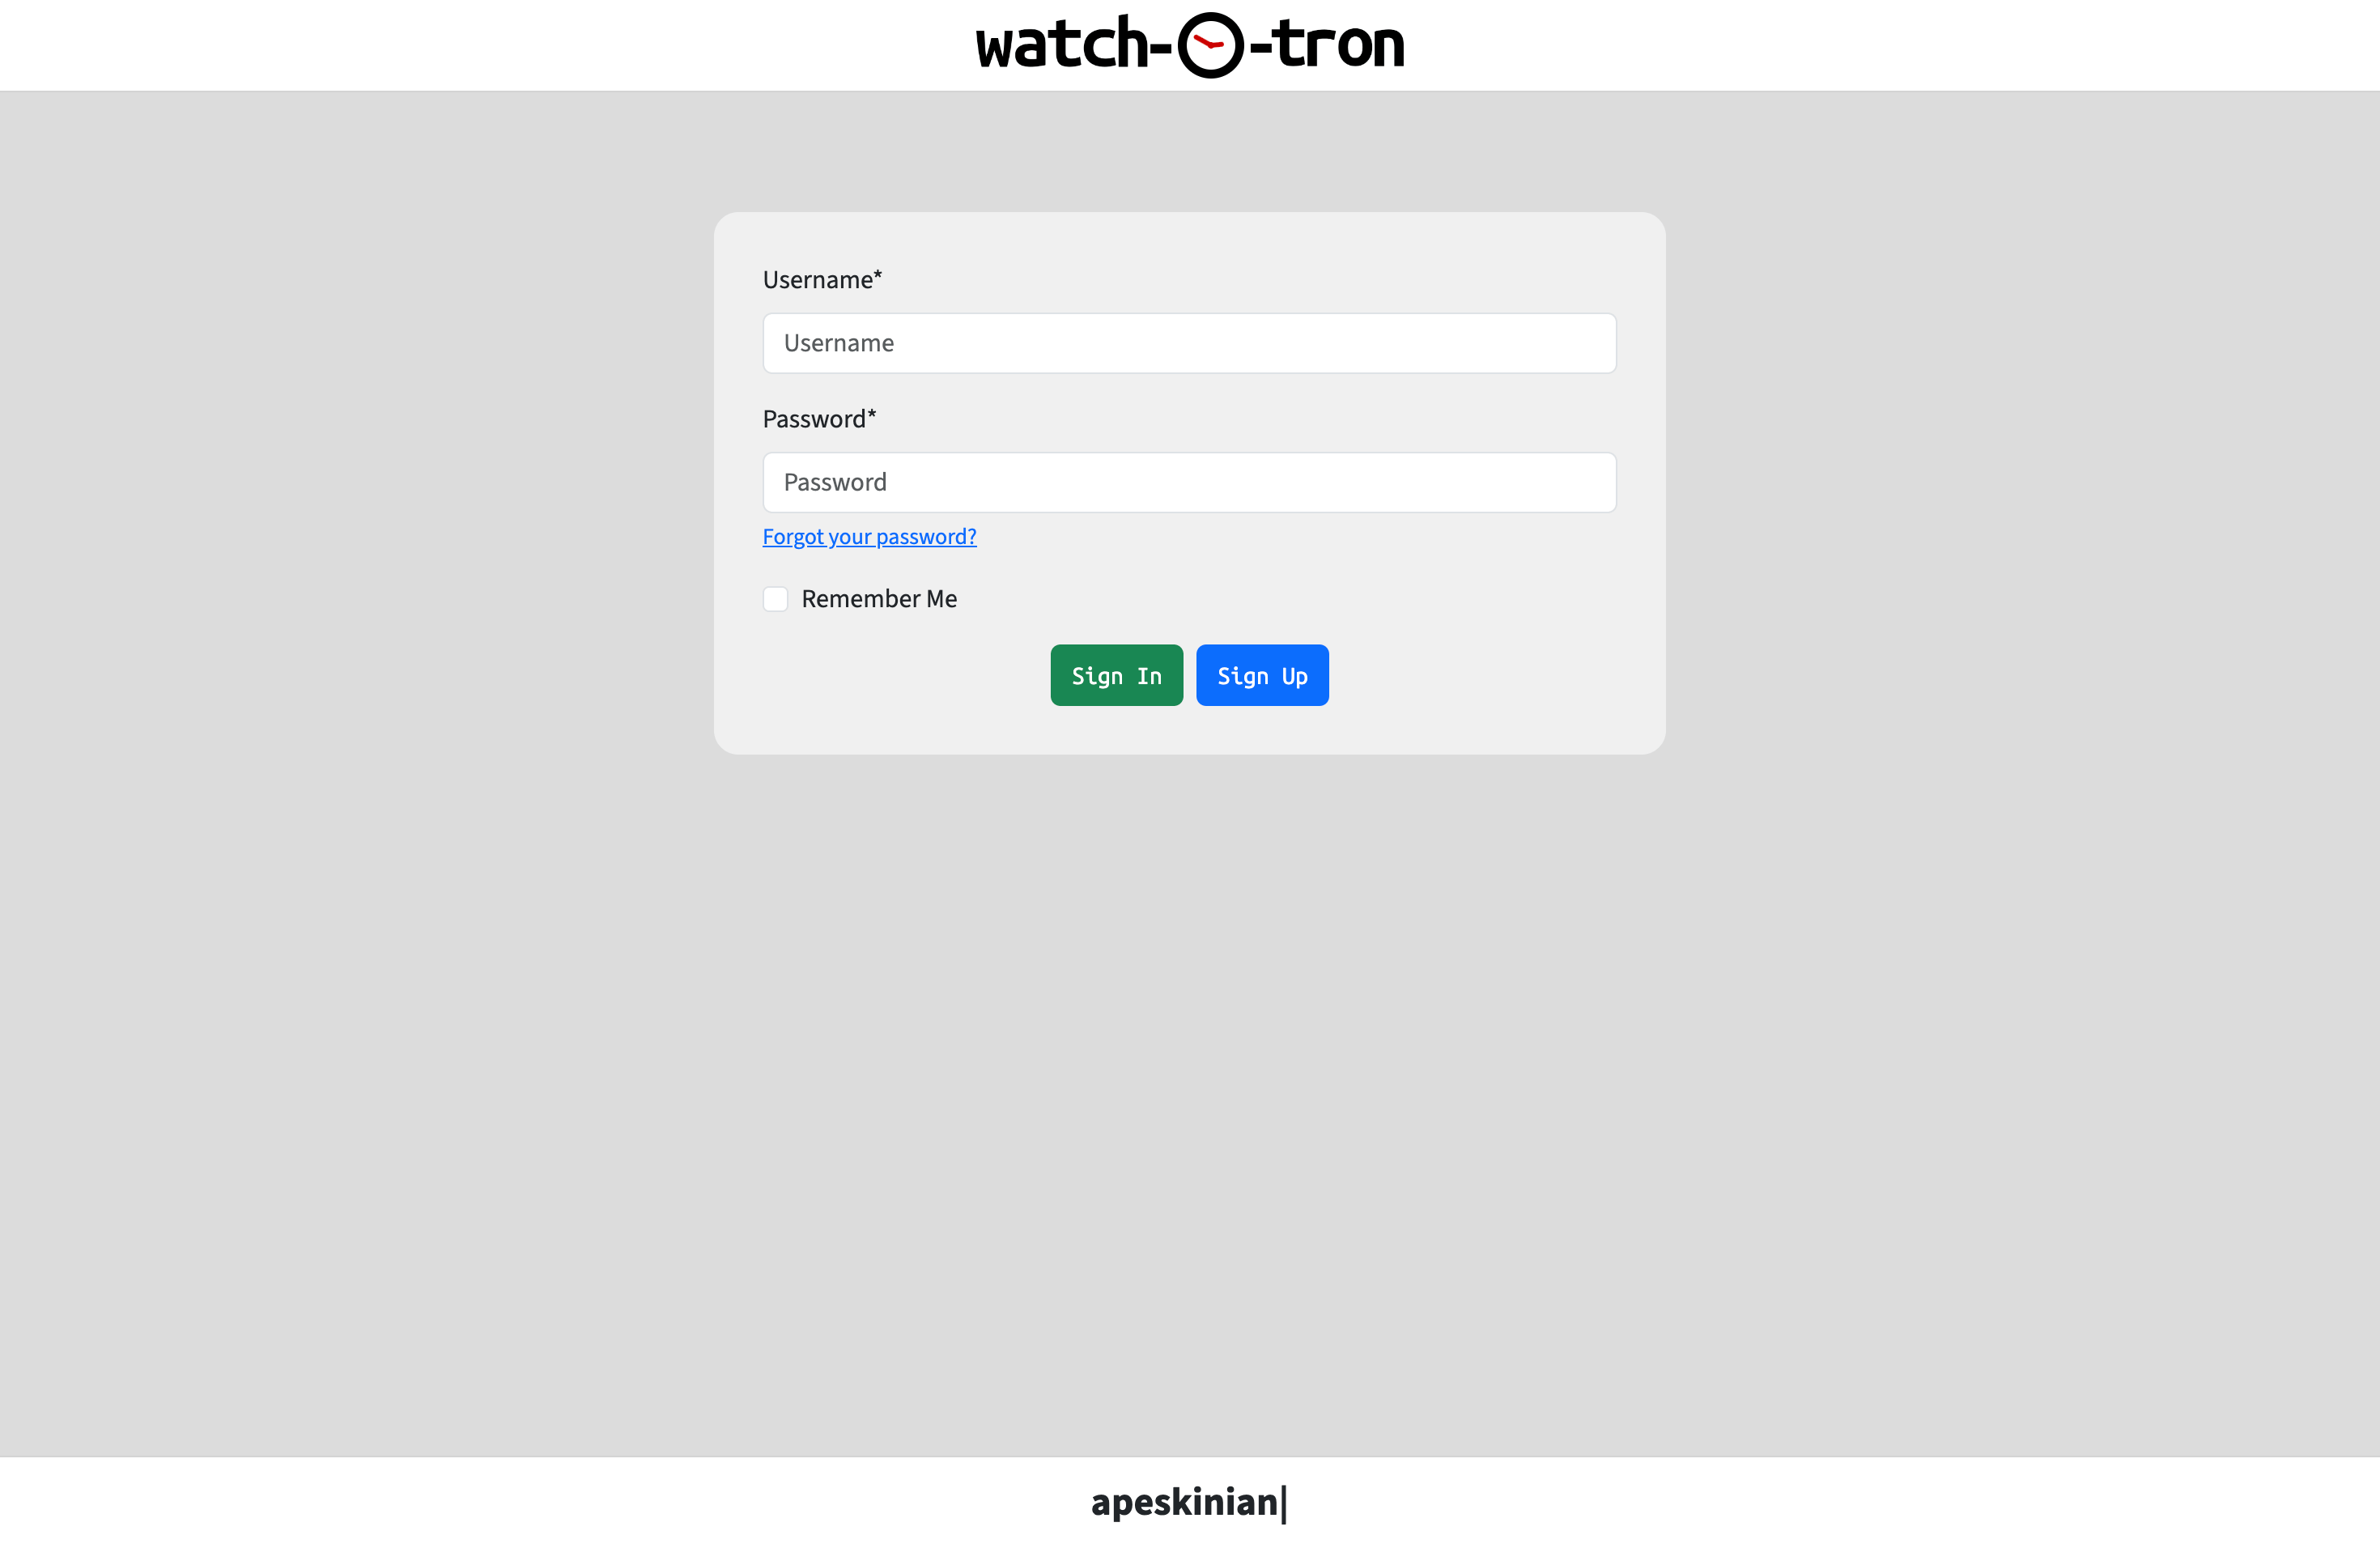 watch-O-tron
Username*
Username
Password*
Password
Forgot your password?
Remember Me
Sign In Sign Up
apeskinian|